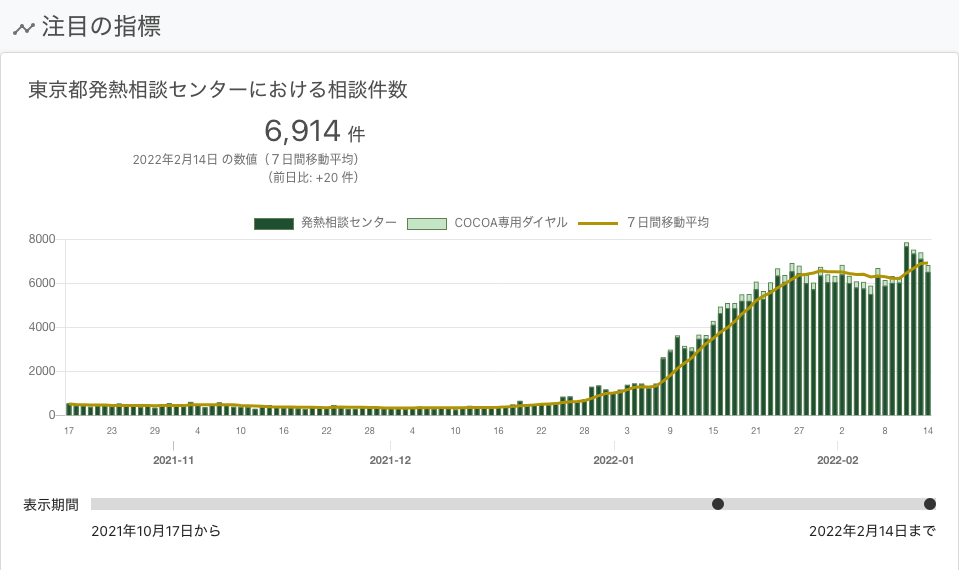 注目の指標
東京都発熱相談センターにおける相談件数
6,914 件
2022年2月14日 の数値（７日間移動平均）
（前日比: +20 件）
発熱相談センター COCOA専用ダイヤル ７日間移動平均
8000
6000
4000
2000
0
17 23 29 4 10 16 22 28 4 10 16 22 28 3 9 15 21 27 2 8 14
2021-11 2021-12 2022-01 2022-02
表示期間
2021年10月17日から 2022年2月14日まで